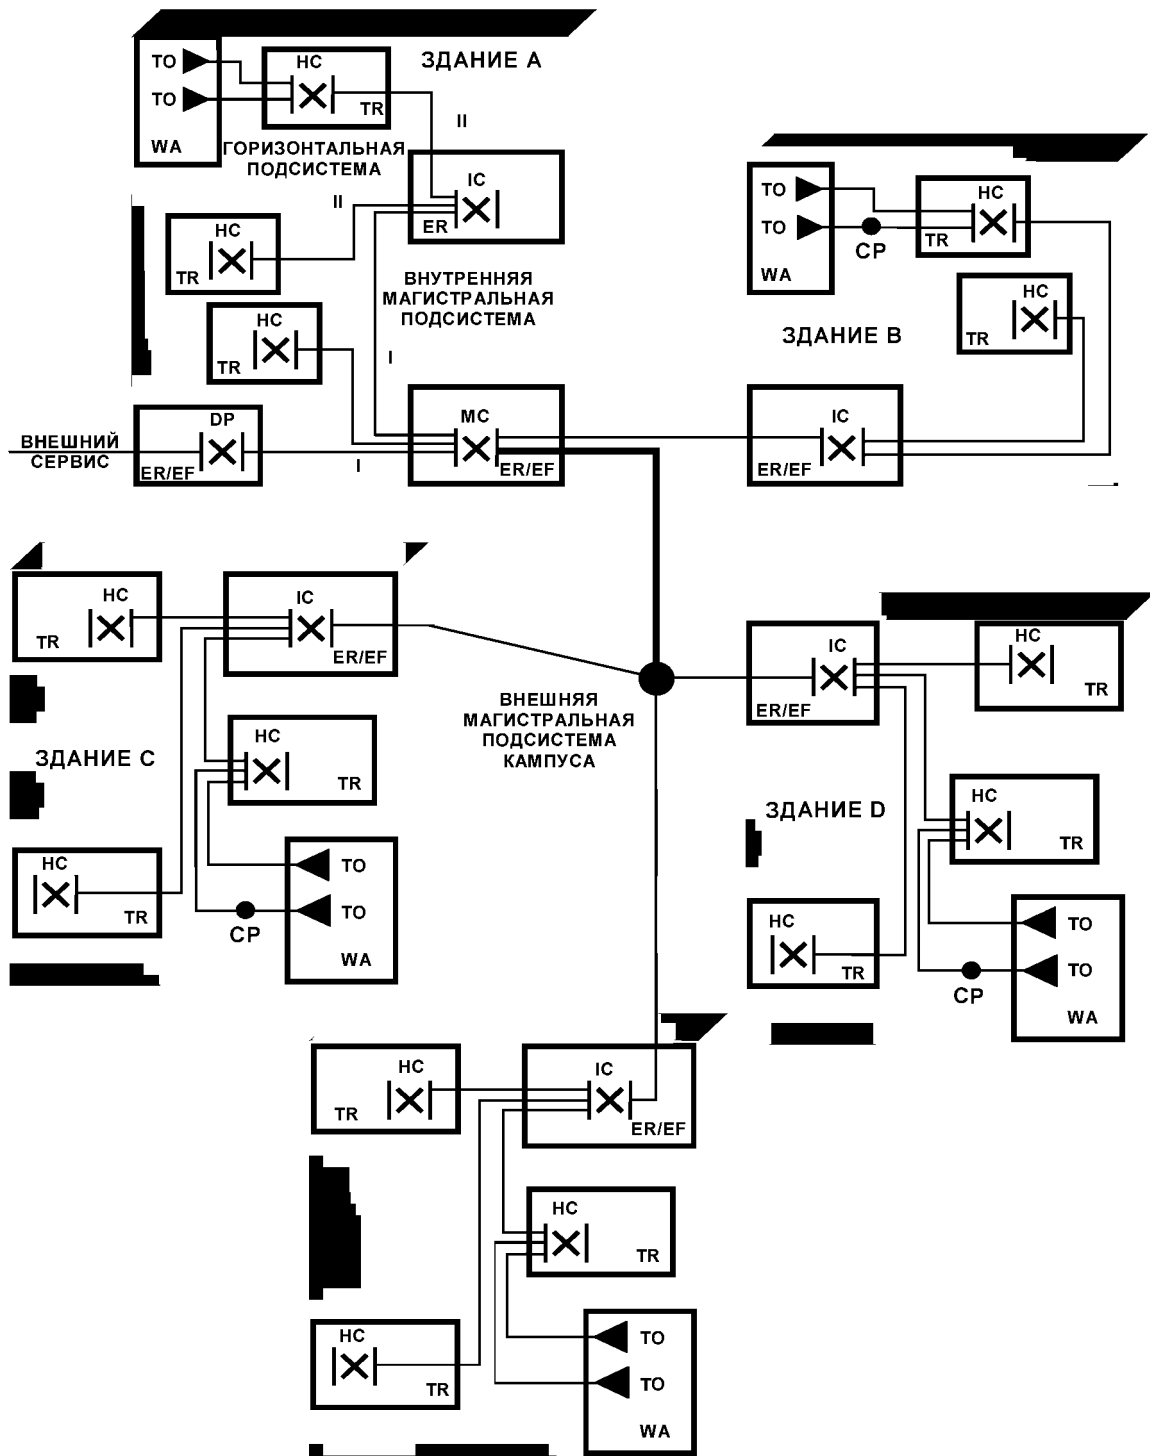 ЗДАНИЕ А
TO
TO
WA
HC
TR
II
ГОРИЗОНТАЛЬНАЯ
ПОДСИСТЕМА
IC
ER
II
HC
TR
ВНУТРЕННЯЯ
МАГИСТРАЛЬНАЯ
ПОДСИСТЕМА
HC
TR
I
DP
ER/EF
ВНЕШНИЙ
СЕРВИС
I
MC
ER/EF
TO
TO
WA
CP
HC
TR
HC
TR
ЗДАНИЕ В
IC
ER/EF
HC
TR
IC
ER/EF
ЗДАНИЕ С
HC
TR
HC
TR
TO
TO
CP
WA
ВНЕШНЯЯ
МАГИСТРАЛЬНАЯ
ПОДСИСТЕМА
КАМПУСА
IC
ER/EF
HC
TR
ЗДАНИЕ D
HC
TR
HC
TR
TO
TO
CP
WA
HC
TR
IC
ER/EF
HC
TR
HC
TR
TO
TO
WA